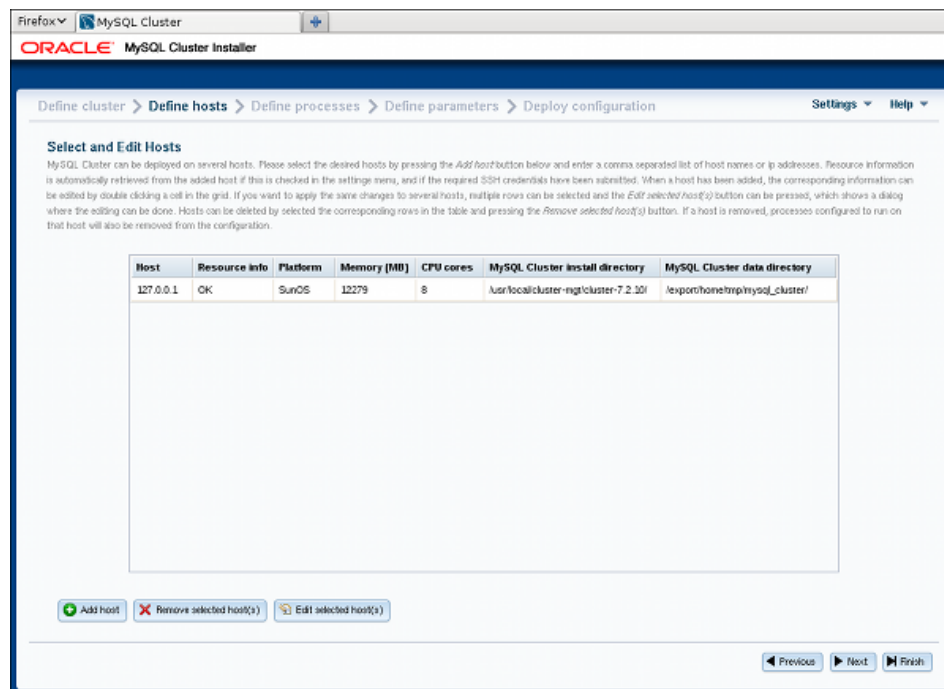 Firefox MySQL Cluster
ORACLE MySQL Cluster Installer
Define cluster > Define hosts > Define processes > Define parameters > Deploy configuration Settings Help
Select and Edit Hosts
MySQL Cluster can be deployed on several hosts. Please select the desired hosts by pressing the Add host button below and enter a comma separated list of host names or ip addresses. Resource information
is automatically retrieved from the added host if this is checked in the settings menu, and if the required SSH credentials have been submitted. When a host has been added, the corresponding information can
be edited by double clicking a cell in the grid. If you want to apply the same changes to several hosts, multiple rows can be selected and the Edit selected host(s) button can be pressed, which shows a dialog
where the editing can be done. Hosts can be deleted by selected the corresponding rows in the table and pressing the Remove selected host(s) button. If a host is removed, processes configured to run on
that host will also be removed from the configuration.
Host Resource info Platform Memory (MB) CPU cores MySQL Cluster install directory MySQL Cluster data directory
127.0.0.1 OK SunOS 12279 8 /usr/local/cluster-mgt/cluster-7.2.10/ /export/home/tmp/mysql_cluster/
Add host Remove selected host(s) Edit selected host(s)
Previous Next Finish